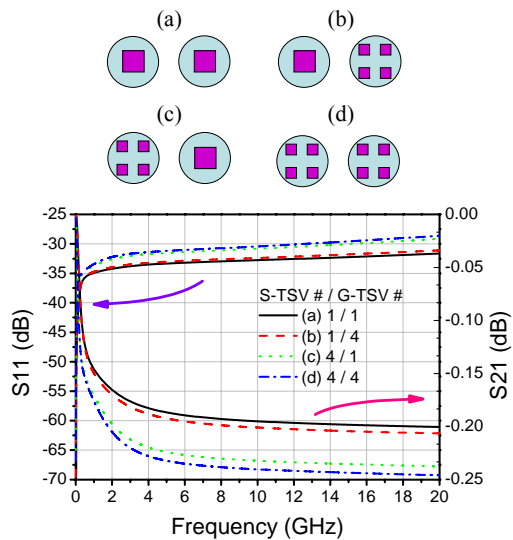 (a) (b)
(c) (d)
-25 0.00
-30
-35 -0.05
-40
-45 -0.10
-50
-55 -0.15
-60 -0.20
-65
-70 -0.25
S11 (dB)
S21 (dB)
S-TSV # / G-TSV #
(a) 1 / 1
(b) 1 / 4
(c) 4 / 1
(d) 4 / 4
0 2 4 6 8 10 12 14 16 18 20
Frequency (GHz)